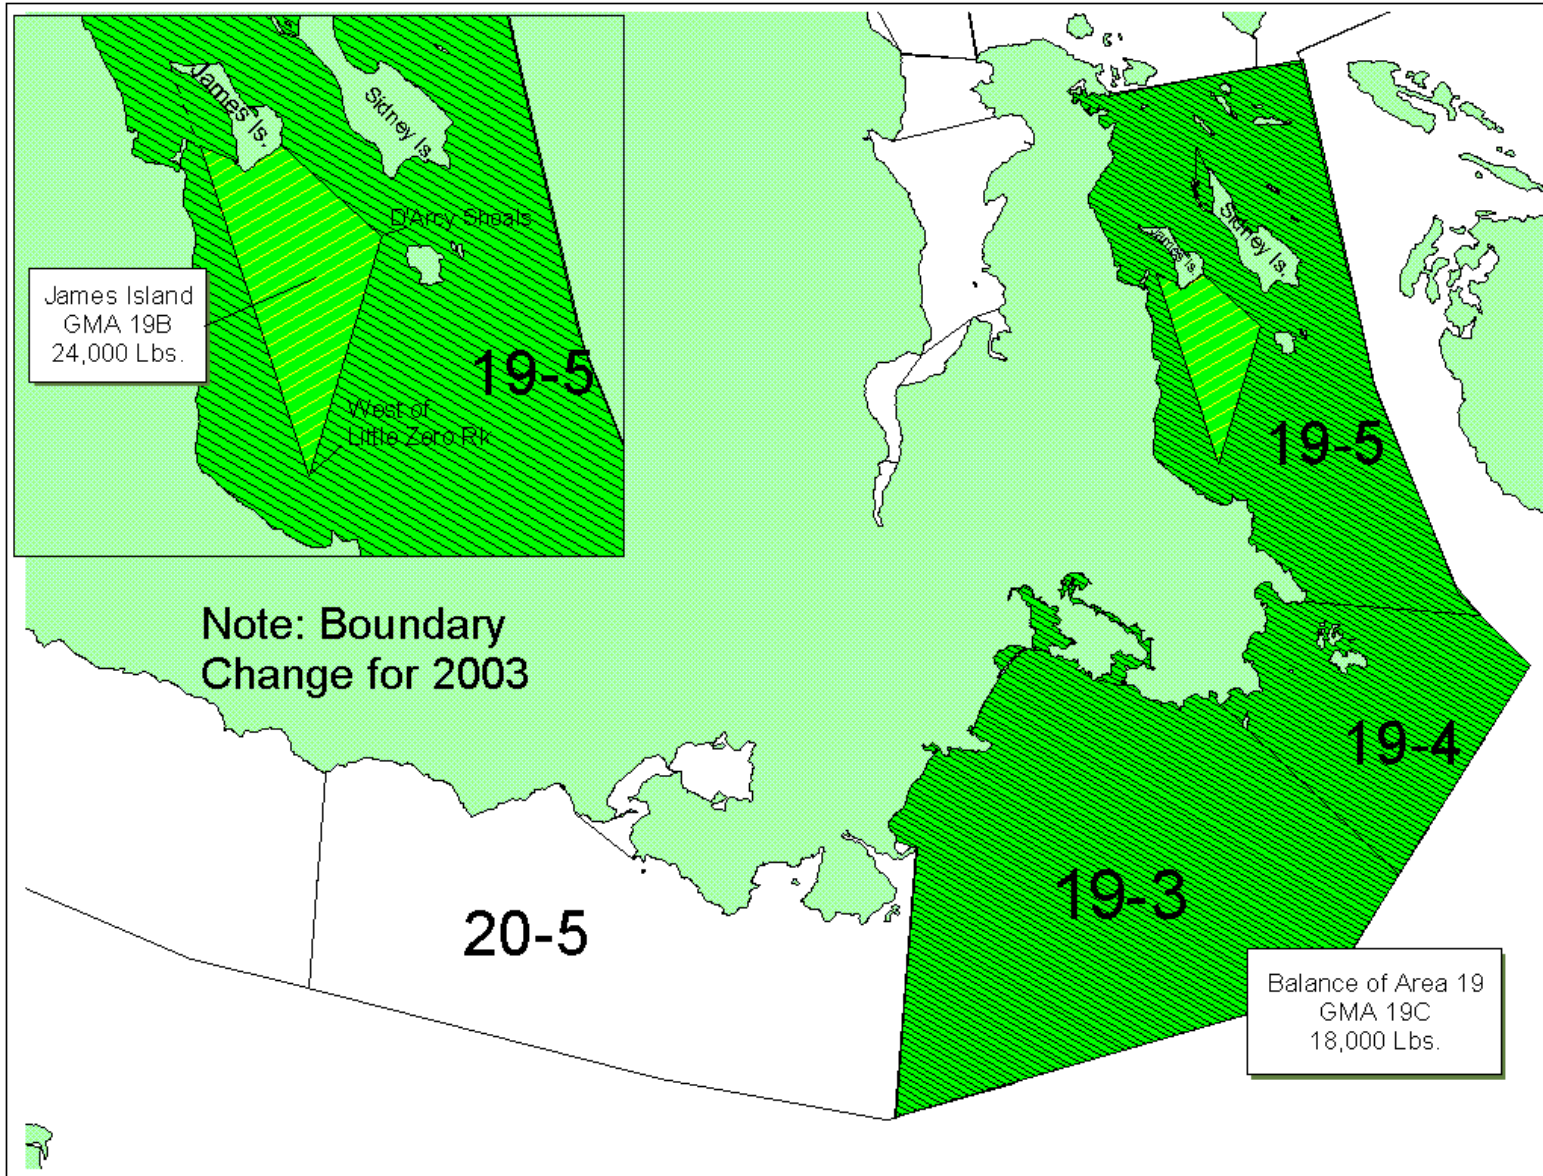 James Is.
Sidney Is.
D'Arcy Shoals
James Island
GMA 19B
24,000 Lbs.
19-5
West of
Little Zero Rk
Note: Boundary
Change for 2003
Sidney Is.
James Is.
19-5
19-4
19-3
20-5
Balance of Area 19
GMA 19C
18,000 Lbs.